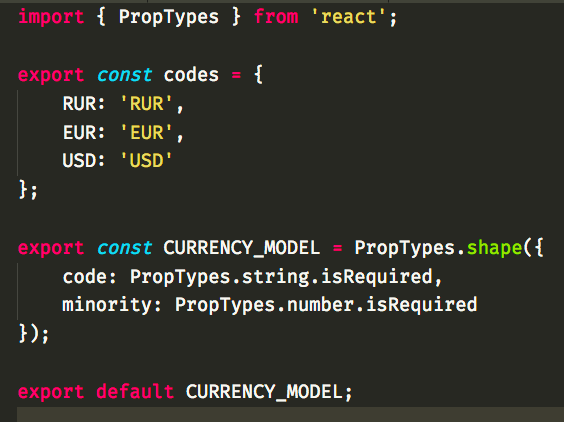 import { PropTypes } from 'react';
export const codes = {
RUR: 'RUR',
EUR: 'EUR',
USD: 'USD'
};
export const CURRENCY_MODEL = PropTypes.shape({
code: PropTypes.string.isRequired,
minority: PropTypes.number.isRequired
});
export default CURRENCY_MODEL;